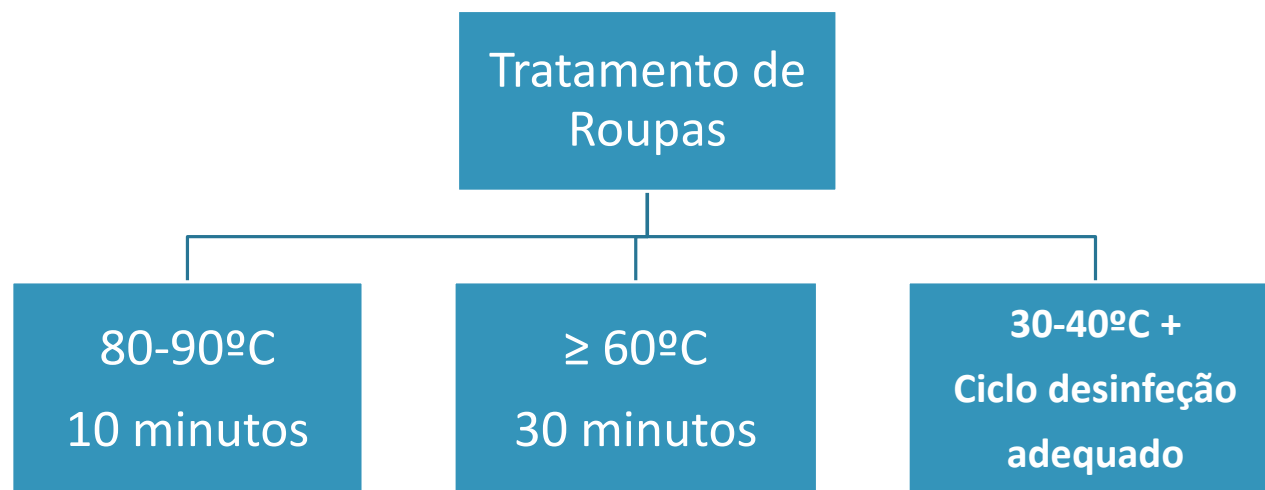 Tratamento de
Roupas
80-90ºC
10 minutos
≥ 60ºC
30 minutos
30-40ºC +
Ciclo desinfeção
adequado